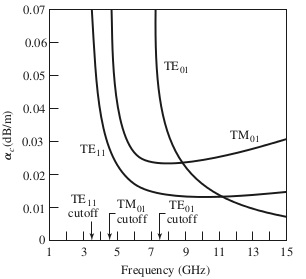 0.07
0.06
0.05
0.04
0.03
0.02
0.01
0
α_c(dB/m)
TE₀₁
TM₀₁
TE₁₁
TE₁₁
cutoff
TM₀₁
cutoff
TE₀₁
cutoff
1 3 5 7 9 11 13 15
Frequency (GHz)